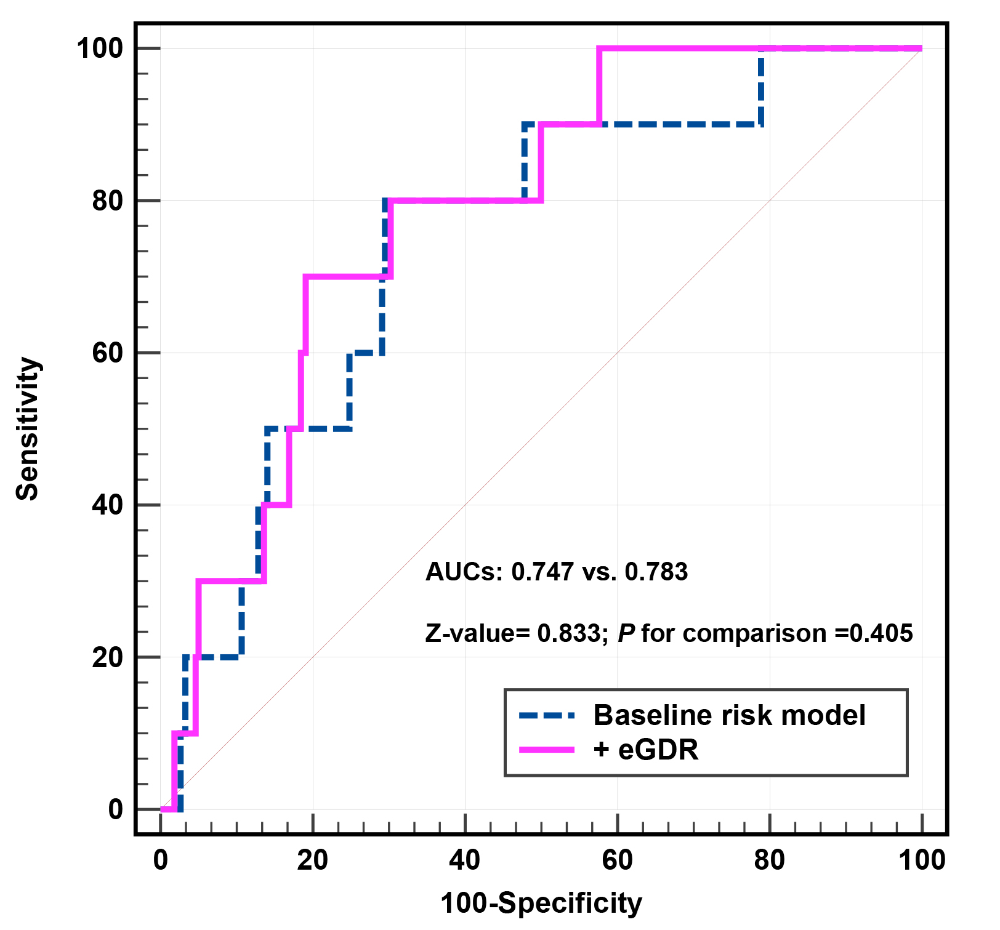 100
80
60
40
20
0
Sensitivity
AUCs: 0.747 vs. 0.783
Z-value= 0.833; P for comparison =0.405
Baseline risk model
+ eGDR
0 20 40 60 80 100
100-Specificity